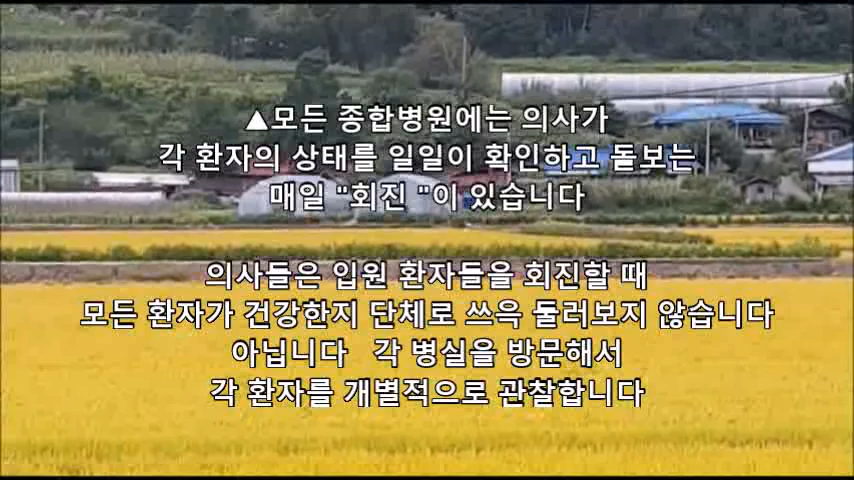 ▲모든 종합병원에는 의사가
각 환자의 상태를 일일이 확인하고 돌보는
매일 "회진 "이 있습니다
의사들은 입원 환자들을 회진할 때
모든 환자가 건강한지 단체로 쓰윽 둘러보지 않습니다
아닙니다 각 병실을 방문해서
각 환자를 개별적으로 관찰합니다